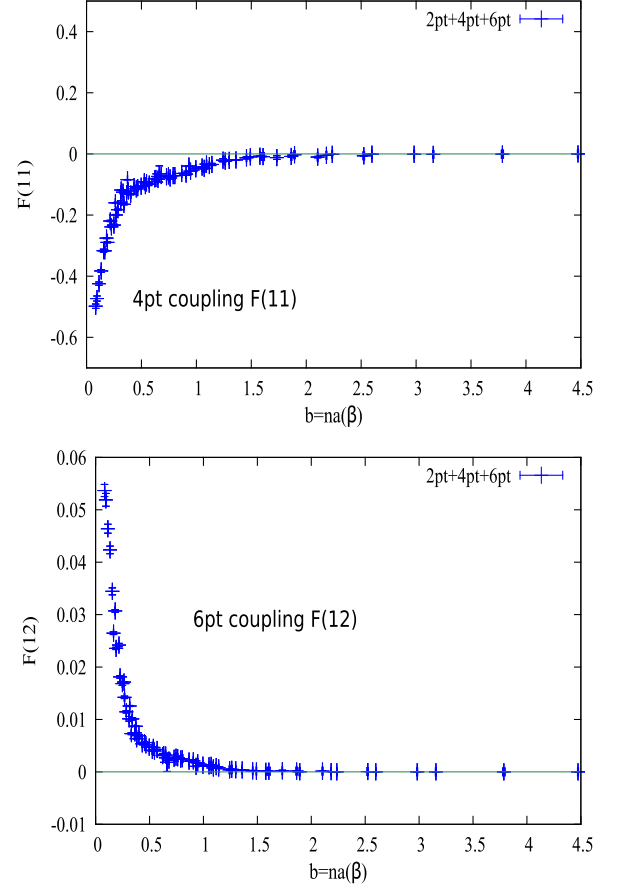 0.4
0.2
0
-0.2
-0.4
-0.6
F(11)
2pt+4pt+6pt
4pt coupling F(11)
0 0.5 1 1.5 2 2.5 3 3.5 4 4.5
b=na(β)
0.06
0.05
0.04
0.03
0.02
0.01
0
-0.01
F(12)
2pt+4pt+6pt
6pt coupling F(12)
0 0.5 1 1.5 2 2.5 3 3.5 4 4.5
b=na(β)